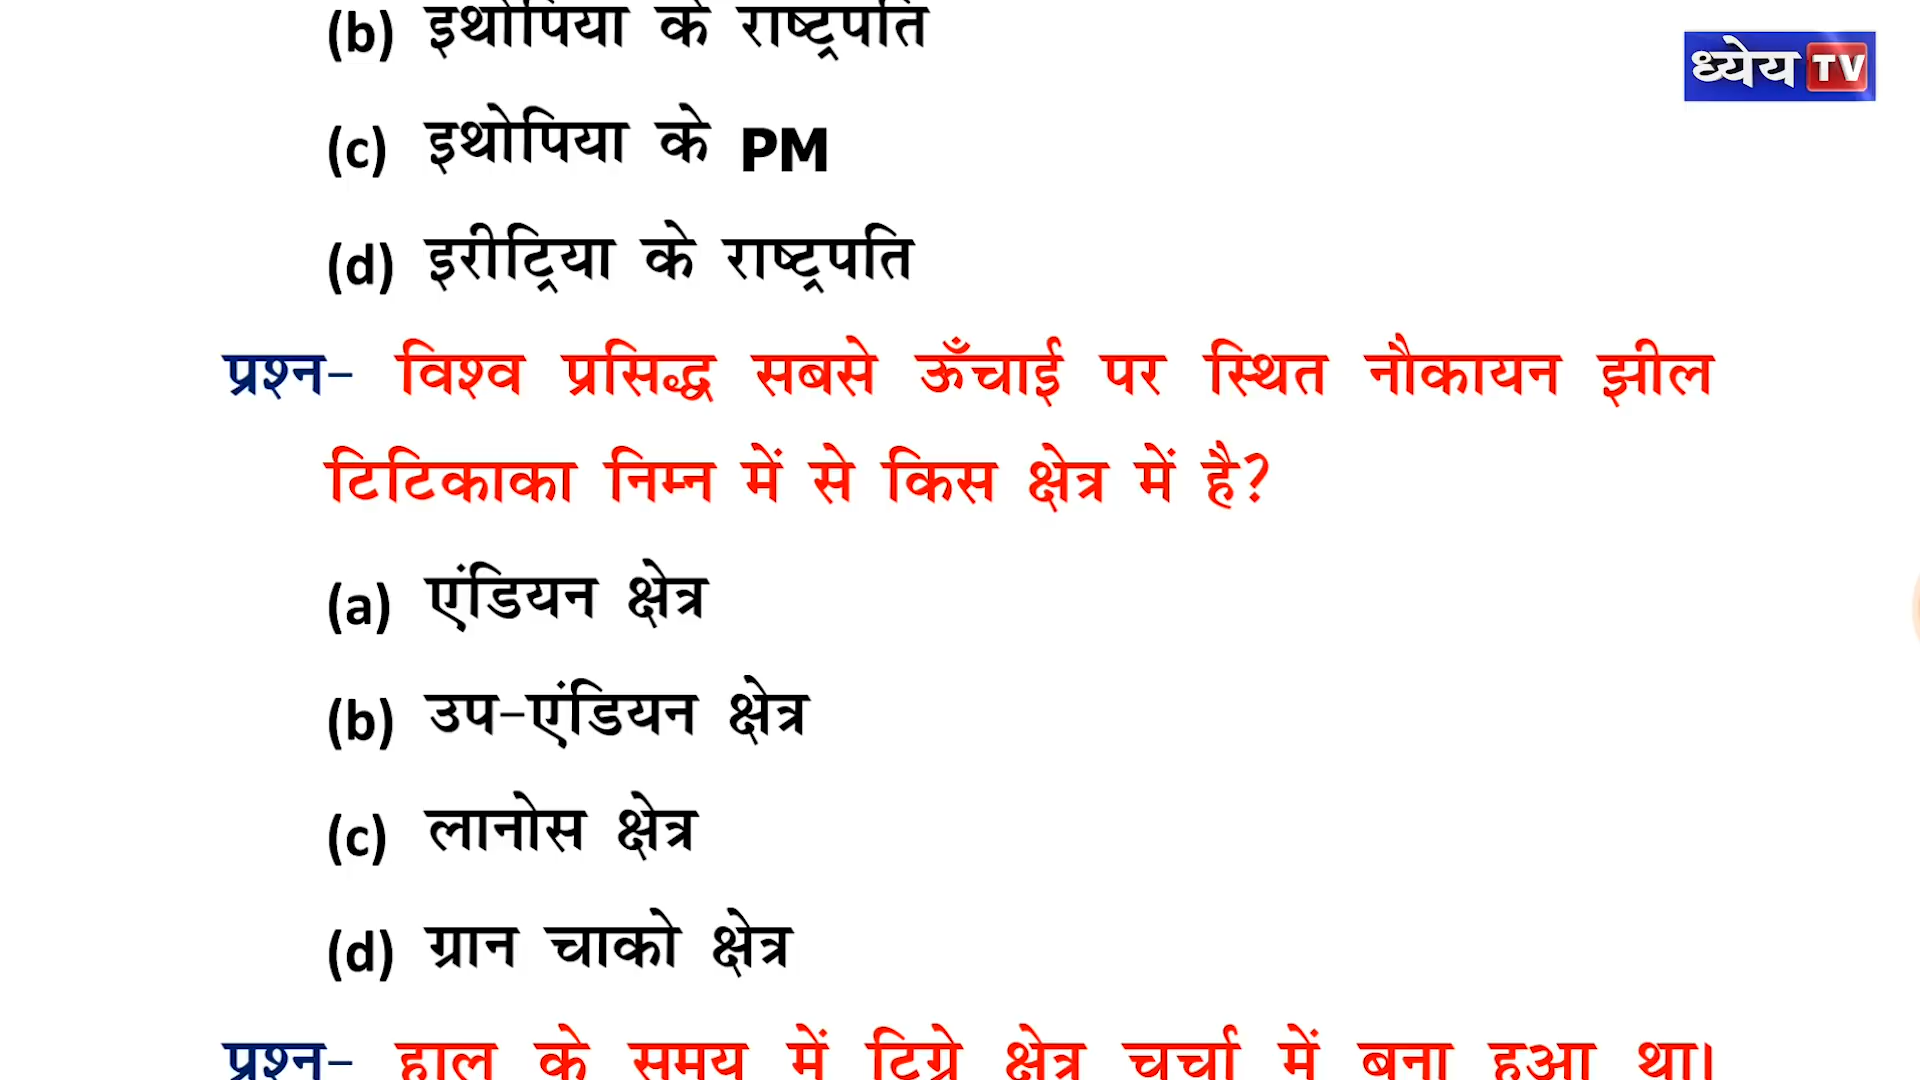 (b) इथोपिया के राष्ट्रपति
ध्येय TV
(c) इथोपिया के PM
(d) इरीट्रिया के राष्ट्रपति
प्रश्न- विश्व प्रसिद्ध सबसे ऊँचाई पर स्थित नौकायन झील
टिटिकाका निम्न में से किस क्षेत्र में है?
(a) एंडियन क्षेत्र
(b) उप-एंडियन क्षेत्र
(c) लानोस क्षेत्र
(d) ग्रान चाको क्षेत्र
प्रश्न- हाल के समय में टिग्रे क्षेत्र चर्चा में बना हुआ था।